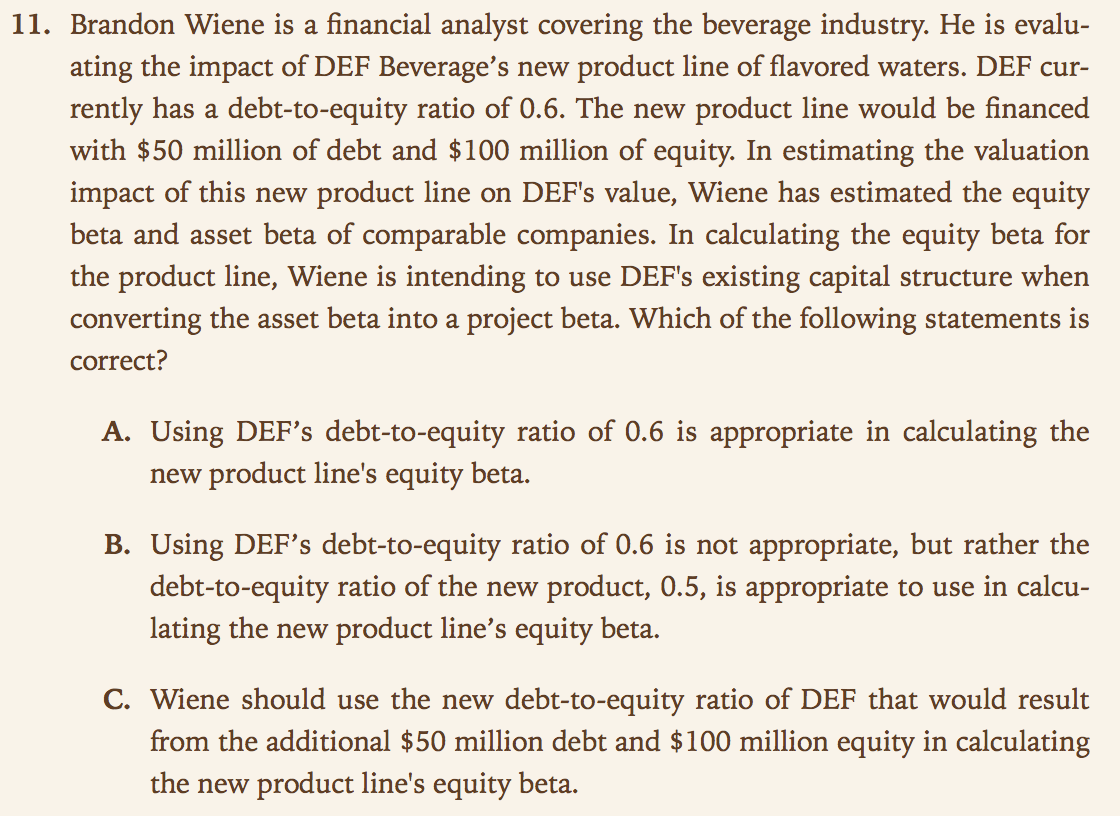 11. Brandon Wiene is a financial analyst covering the beverage industry. He is evalu-
ating the impact of DEF Beverage’s new product line of flavored waters. DEF cur-
rently has a debt-to-equity ratio of 0.6. The new product line would be financed
with $50 million of debt and $100 million of equity. In estimating the valuation
impact of this new product line on DEF's value, Wiene has estimated the equity
beta and asset beta of comparable companies. In calculating the equity beta for
the product line, Wiene is intending to use DEF's existing capital structure when
converting the asset beta into a project beta. Which of the following statements is
correct?
A. Using DEF’s debt-to-equity ratio of 0.6 is appropriate in calculating the
new product line's equity beta.
B. Using DEF’s debt-to-equity ratio of 0.6 is not appropriate, but rather the
debt-to-equity ratio of the new product, 0.5, is appropriate to use in calcu-
lating the new product line’s equity beta.
C. Wiene should use the new debt-to-equity ratio of DEF that would result
from the additional $50 million debt and $100 million equity in calculating
the new product line's equity beta.